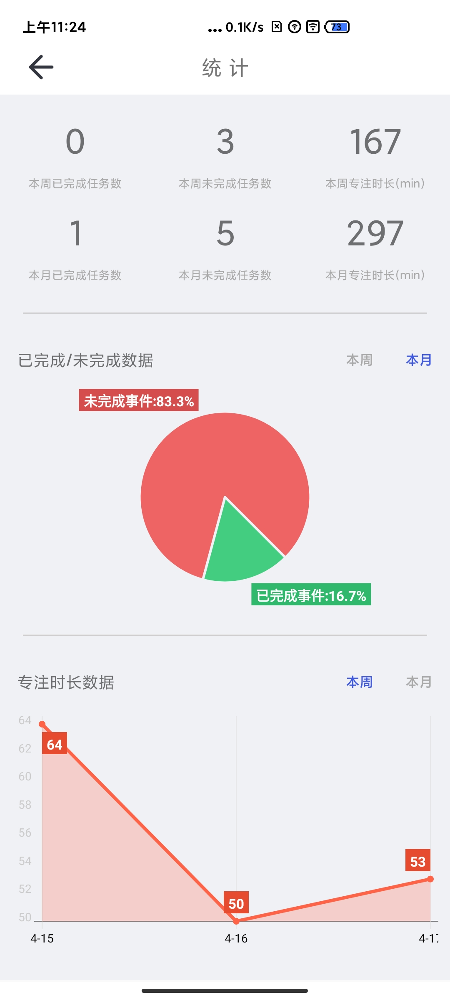 上午11:24
...0.1K/s
73
统计
0 3 167
本周已完成任务数 本周未完成任务数 本周专注时长(min)
1 5 297
本月已完成任务数 本月未完成任务数 本月专注时长(min)
已完成/未完成数据 本周 本月
未完成事件:83.3%
已完成事件:16.7%
专注时长数据 本周 本月
64
64
62
60
58
56
54
53
52
50
50
4-15 4-16 4-17